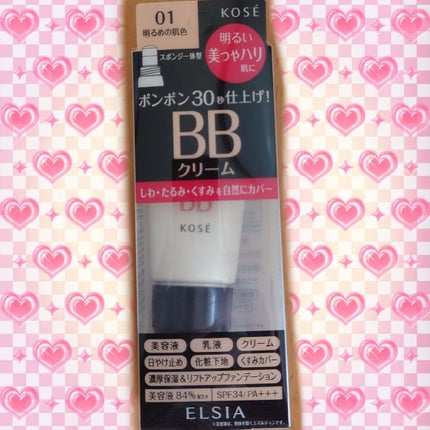 01
明るめの肌色
KOSÉ
スポンジ一体型
明るい
美つやハリ
肌に
ポンポン30秒仕上げ!
BB
クリーム
しわ・たるみ・くすみを自然にカバー
BB
KOSÉ
美容液 乳液 クリーム
日やけ止め 化粧下地 くすみカバー
濃厚保湿&リフトアップファンデーション
美容液84%配合※ SPF34/PA+++
ELSIA